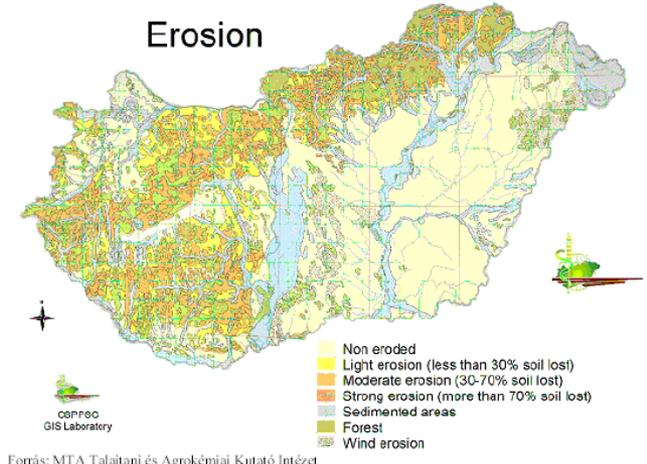 Erosion
Non eroded
Light erosion (less than 30% soil lost)
Moderate erosion (30-70% soil lost)
Strong erosion (more than 70% soil lost)
Sedimented areas
Forest
Wind erosion
GIS Laboratory
Forrás: MTA Talajtani és Agrokémiai Kutató Intézet